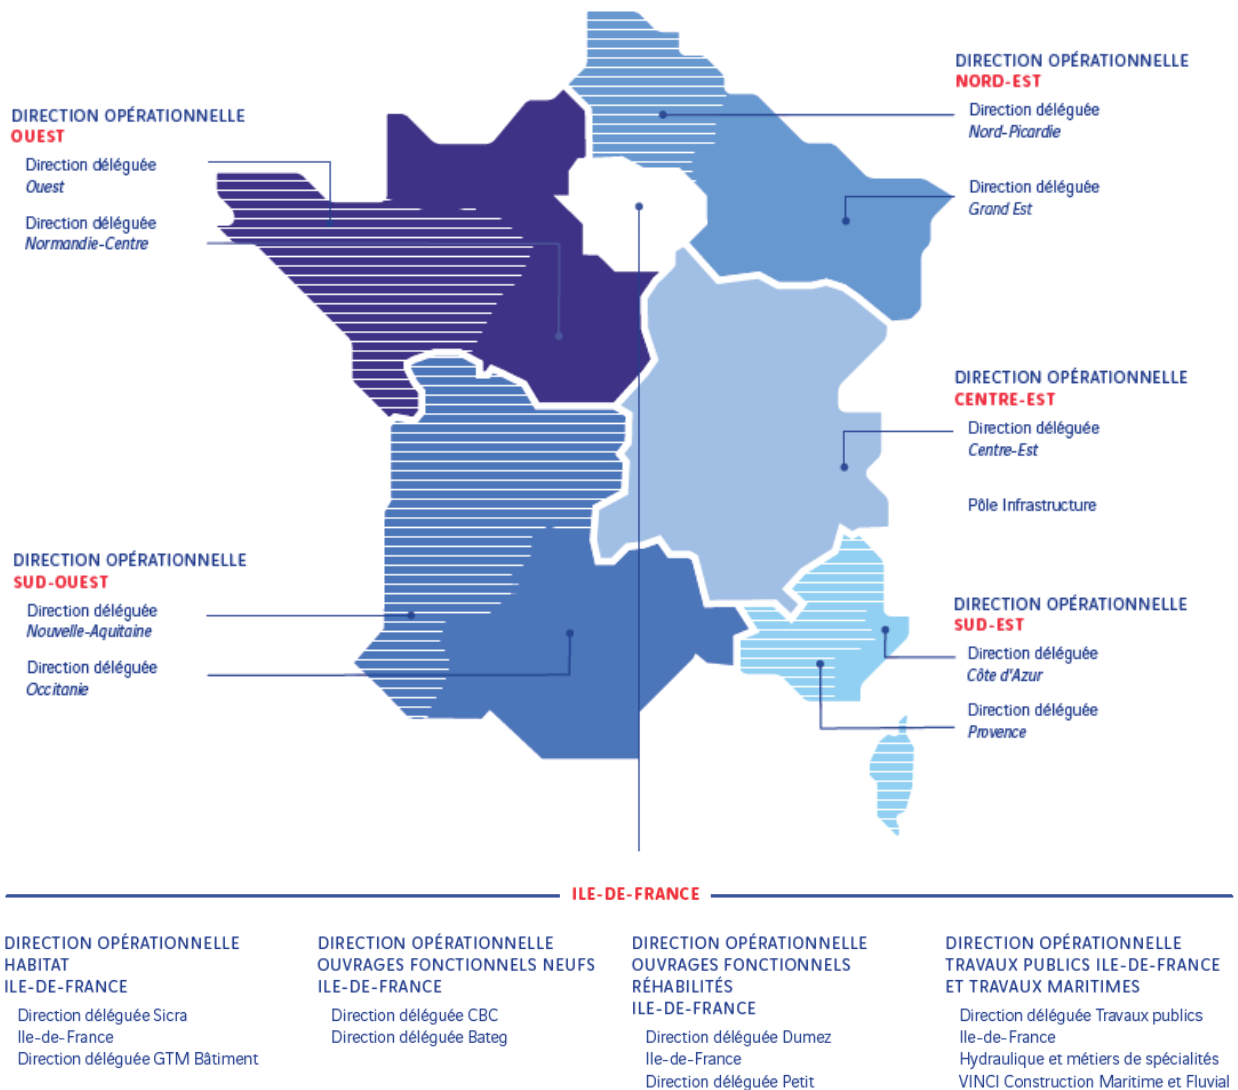 DIRECTION OPÉRATIONNELLE
OUEST
Direction déléguée
Ouest
Direction déléguée
Normandie-Centre
DIRECTION OPÉRATIONNELLE
SUD-OUEST
Direction déléguée
Nouvelle-Aquitaine
Direction déléguée
Occitanie
DIRECTION OPÉRATIONNELLE
NORD-EST
Direction déléguée
Nord-Picardie
Direction déléguée
Grand Est
DIRECTION OPÉRATIONNELLE
CENTRE-EST
Direction déléguée
Centre-Est
Pôle Infrastructure
DIRECTION OPÉRATIONNELLE
SUD-EST
Direction déléguée
Côte d'Azur
Direction déléguée
Provence
ILE-DE-FRANCE
DIRECTION OPÉRATIONNELLE
HABITAT
ILE-DE-FRANCE
Direction déléguée Sicra
Ile-de-France
Direction déléguée GTM Bâtiment
DIRECTION OPÉRATIONNELLE
OUVRAGES FONCTIONNELS NEUFS
ILE-DE-FRANCE
Direction déléguée CBC
Direction déléguée Bateg
DIRECTION OPÉRATIONNELLE
OUVRAGES FONCTIONNELS
RÉHABILITÉS
ILE-DE-FRANCE
Direction déléguée Dumez
Ile-de-France
Direction déléguée Petit
DIRECTION OPÉRATIONNELLE
TRAVAUX PUBLICS ILE-DE-FRANCE
ET TRAVAUX MARITIMES
Direction déléguée Travaux publics
Ile-de-France
Hydraulique et métiers de spécialités
VINCI Construction Maritime et Fluvial